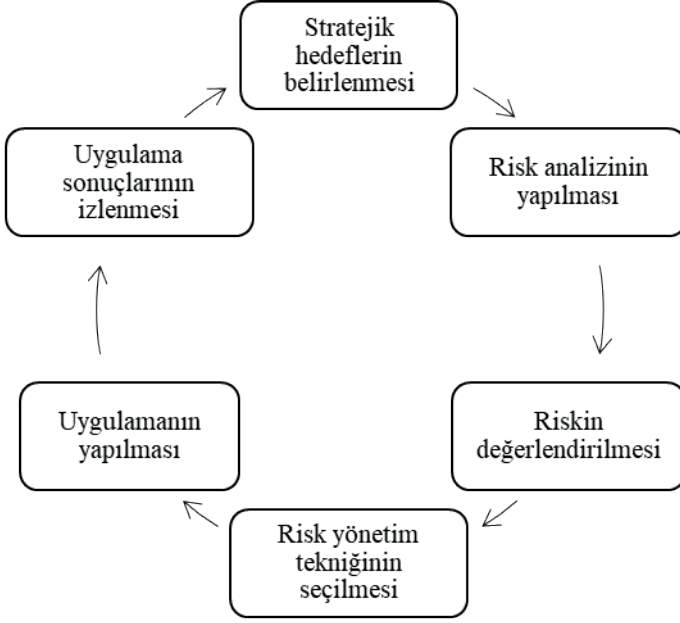 Stratejik
hedeflerin
belirlenmesi
Risk analizinin
yapılması
Riskin
değerlendirilmesi
Risk yönetim
tekniğinin
seçilmesi
Uygulamanın
yapılması
Uygulama
sonuçlarının
izlenmesi